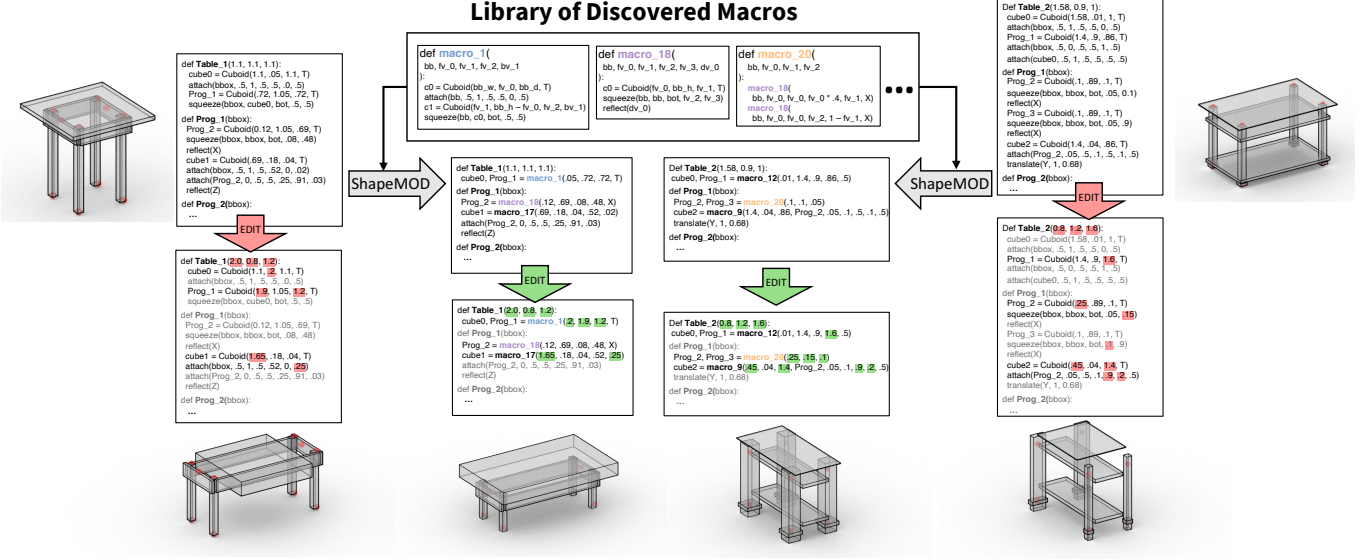 Library of Discovered Macros
def macro_1(
bb, fv_0, fv_1, fv_2, bv_1
):
c0 = Cuboid(bb_w, fv_0, bb_d, T)
attach(bb, .5, 1, .5, .5, 0, .5)
c1 = Cuboid(fv_1, bb_h – fv_0, fv_2, bv_1)
squeeze(bb, c0, bot, .5, .5)
def macro_18(
bb, fv_0, fv_1, fv_2, fv_3, dv_0
):
c0 = Cuboid(fv_0, bb_h, fv_1, T)
squeeze(bb, bb, bot, fv_2, fv_3)
reflect(dv_0)
def macro_20(
bb, fv_0, fv_1, fv_2
):
macro_18(
bb, fv_0, fv_0, fv_0 * .4, fv_1, X)
macro_18(
bb, fv_0, fv_0, fv_2, 1 – fv_1, X)
def Table_1(1.1, 1.1, 1.1):
cube0 = Cuboid(1.1, .05, 1.1, T)
attach(bbox, .5, 1, .5, .5, .0, .5)
Prog_1 = Cuboid(.72, 1.05, .72, T)
squeeze(bbox, cube0, bot, .5, .5)
def Prog_1(bbox):
Prog_2 = Cuboid(0.12, 1.05, .69, T)
squeeze(bbox, bbox, bot, .08, .48)
reflect(X)
cube1 = Cuboid(.69, .18, .04, T)
attach(bbox, .5, 1, .5, .52, 0, .02)
attach(Prog_2, 0, .5, .5, .25, .91, .03)
reflect(Z)
def Prog_2(bbox):
...
EDIT
def Table_1(2.0, 0.8, 1.2):
cube0 = Cuboid(1.1, .2, 1.1, T)
attach(bbox, .5, 1, .5, .5, .0, .5)
Prog_1 = Cuboid(1.9, 1.05, 1.2, T)
squeeze(bbox, cube0, bot, .5, .5)
def Prog_1(bbox):
Prog_2 = Cuboid(0.12, 1.05, .69, T)
squeeze(bbox, bbox, bot, .08, .48)
reflect(X)
cube1 = Cuboid(1.65, .18, .04, T)
attach(bbox, .5, 1, .5, .52, 0, .25)
attach(Prog_2, 0, .5, .5, .25, .91, .03)
reflect(Z)
def Prog_2(bbox):
...
ShapeMOD
def Table_1(1.1, 1.1, 1.1):
cube0, Prog_1 = macro_1(.05, .72, .72, T)
def Prog_1(bbox):
Prog_2 = macro_18(.12, .69, .08, .48, X)
cube1 = macro_17(.69, .18, .04, .52, .02)
attach(Prog_2, 0, .5, .5, .25, .91, .03)
reflect(Z)
def Prog_2(bbox):
...
EDIT
def Table_1(2.0, 0.8, 1.2):
cube0, Prog_1 = macro_1(.2, 1.9, 1.2, T)
def Prog_1(bbox):
Prog_2 = macro_18(.12, .69, .08, .48, X)
cube1 = macro_17(1.65, .18, .04, .52, .25)
attach(Prog_2, 0, .5, .5, .25, .91, .03)
reflect(Z)
def Prog_2(bbox):
...
def Table_2(1.58, 0.9, 1):
cube0, Prog_1 = macro_12(.01, 1.4, .9, .86, .5)
def Prog_1(bbox):
Prog_2, Prog_3 = macro_20(.1, .1, .05)
cube2 = macro_9(1.4, .04, .86, Prog_2, .05, .1, .5, .1, .5)
translate(Y, 1, 0.68)
def Prog_2(bbox):
...
EDIT
def Table_2(0.8, 1.2, 1.6):
cube0, Prog_1 = macro_12(.01, 1.4, .9, 1.6, .5)
def Prog_1(bbox):
Prog_2, Prog_3 = macro_20(.25, .15, .1)
cube2 = macro_9(.45, .04, 1.4, Prog_2, .05, .1, .9, .2, .5)
translate(Y, 1, 0.68)
def Prog_2(bbox):
...
ShapeMOD
Def Table_2(1.58, 0.9, 1):
cube0 = Cuboid(1.58, .01, 1, T)
attach(bbox, .5, 1, .5, .5, 0, .5)
Prog_1 = Cuboid(1.4, .9, .86, T)
attach(bbox, .5, 0, .5, .5, 1, .5)
attach(cube0, .5, 1, .5, .5, .5, .5)
def Prog_1(bbox):
Prog_2 = Cuboid(.1, .89, .1, T)
squeeze(bbox, bbox, bot, .05, 0.1)
reflect(X)
Prog_3 = Cuboid(.1, .89, .1, T)
squeeze(bbox, bbox, bot, .05, .9)
reflect(X)
cube2 = Cuboid(1.4, .04, .86, T)
attach(Prog_2, .05, .5, .1, .5, .1, .5)
translate(Y, 1, 0.68)
def Prog_2(bbox):
...
EDIT
Def Table_2(0.8, 1.2, 1.6):
cube0 = Cuboid(1.58, .01, 1, T)
attach(bbox, .5, 1, .5, .5, 0, .5)
Prog_1 = Cuboid(1.4, .9, 1.6, T)
attach(bbox, .5, 0, .5, .5, 1, .5)
attach(cube0, .5, 1, .5, .5, .5, .5)
def Prog_1(bbox):
Prog_2 = Cuboid(.25, .89, .1, T)
squeeze(bbox, bbox, bot, .05, .15)
reflect(X)
Prog_3 = Cuboid(.1, .89, .1, T)
squeeze(bbox, bbox, bot, .1, .9)
reflect(X)
cube2 = Cuboid(.45, .04, 1.4, T)
attach(Prog_2, .05, .5, .1, .9, .2, .5)
translate(Y, 1, 0.68)
def Prog_2(bbox):
...